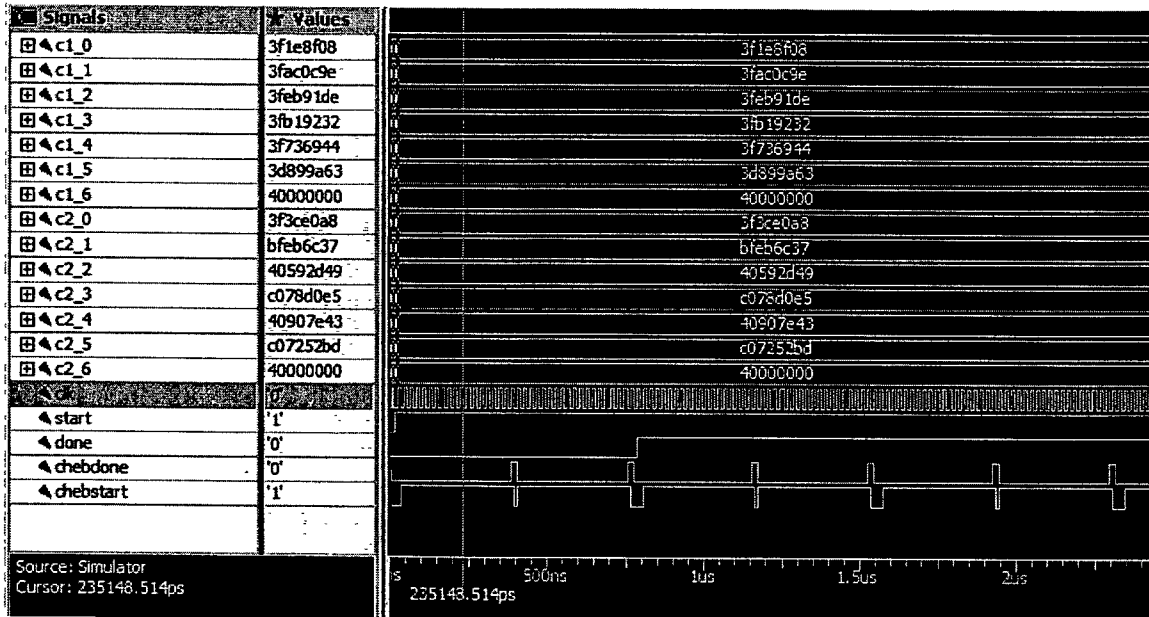 Signals Values
c1_0 3f1e8f08 3f1e8f08
c1_1 3fac0c9e 3fac0c9e
c1_2 3feb91de 3feb91de
c1_3 3fb19232 3fb19232
c1_4 3f736944 3f736944
c1_5 3d899a63 3d899a63
c1_6 40000000 40000000
c2_0 3f3ce0a8 3f3ce0a8
c2_1 bfeb6c37 bfeb6c37
c2_2 40592d49 40592d49
c2_3 c078d0e5 c078d0e5
c2_4 40907e43 40907e43
c2_5 c07252bd c07252bd
c2_6 40000000 40000000
start '1'
done '0'
chebdone '0'
chebstart '1'
Source: Simulator
Cursor: 235148.514ps
s 500ns 1us 1.5us 2us
235148.514ps